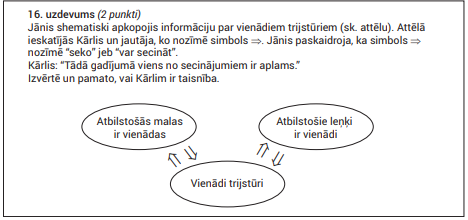 16. uzdevums (2 punkti)
Jānis shematiski apkopojis informāciju par vienādiem trijstūriem (sk. attēlu). Attēlā
ieskatījās Kārlis un jautāja, ko nozīmē simbols ⇒. Jānis paskaidroja, ka simbols ⇒
nozīmē “seko” jeb “var secināt”.
Kārlis: “Tādā gadījumā viens no secinājumiem ir aplams.”
Izvērtē un pamato, vai Kārlim ir taisnība.
Atbilstošās malas
ir vienādas
Atbilstošie leņķi
ir vienādi
Vienādi trijstūri